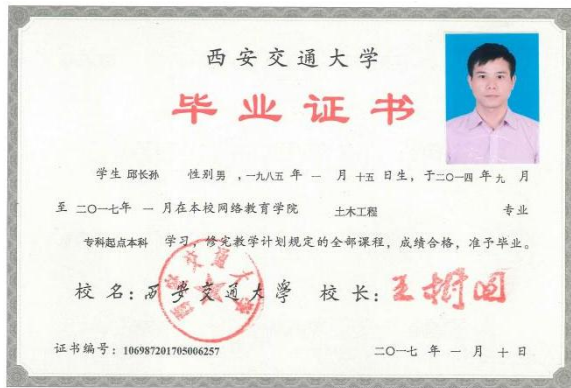 西安交通大学
毕业证书
学生 邱长孙 性别 男 ,一九八五 年 一 月 十五 日生，于二〇一四 年 九 月
至 二〇一七年 一 月在本校网络教育学院 土木工程 专业
专科起点本科 学习，修完教学计划规定的全部课程，成绩合格，准予毕业。
校 名：西安交通大学 校 长：王树国
证书编号：106987201705006257 二〇一七 年 一 月 十 日